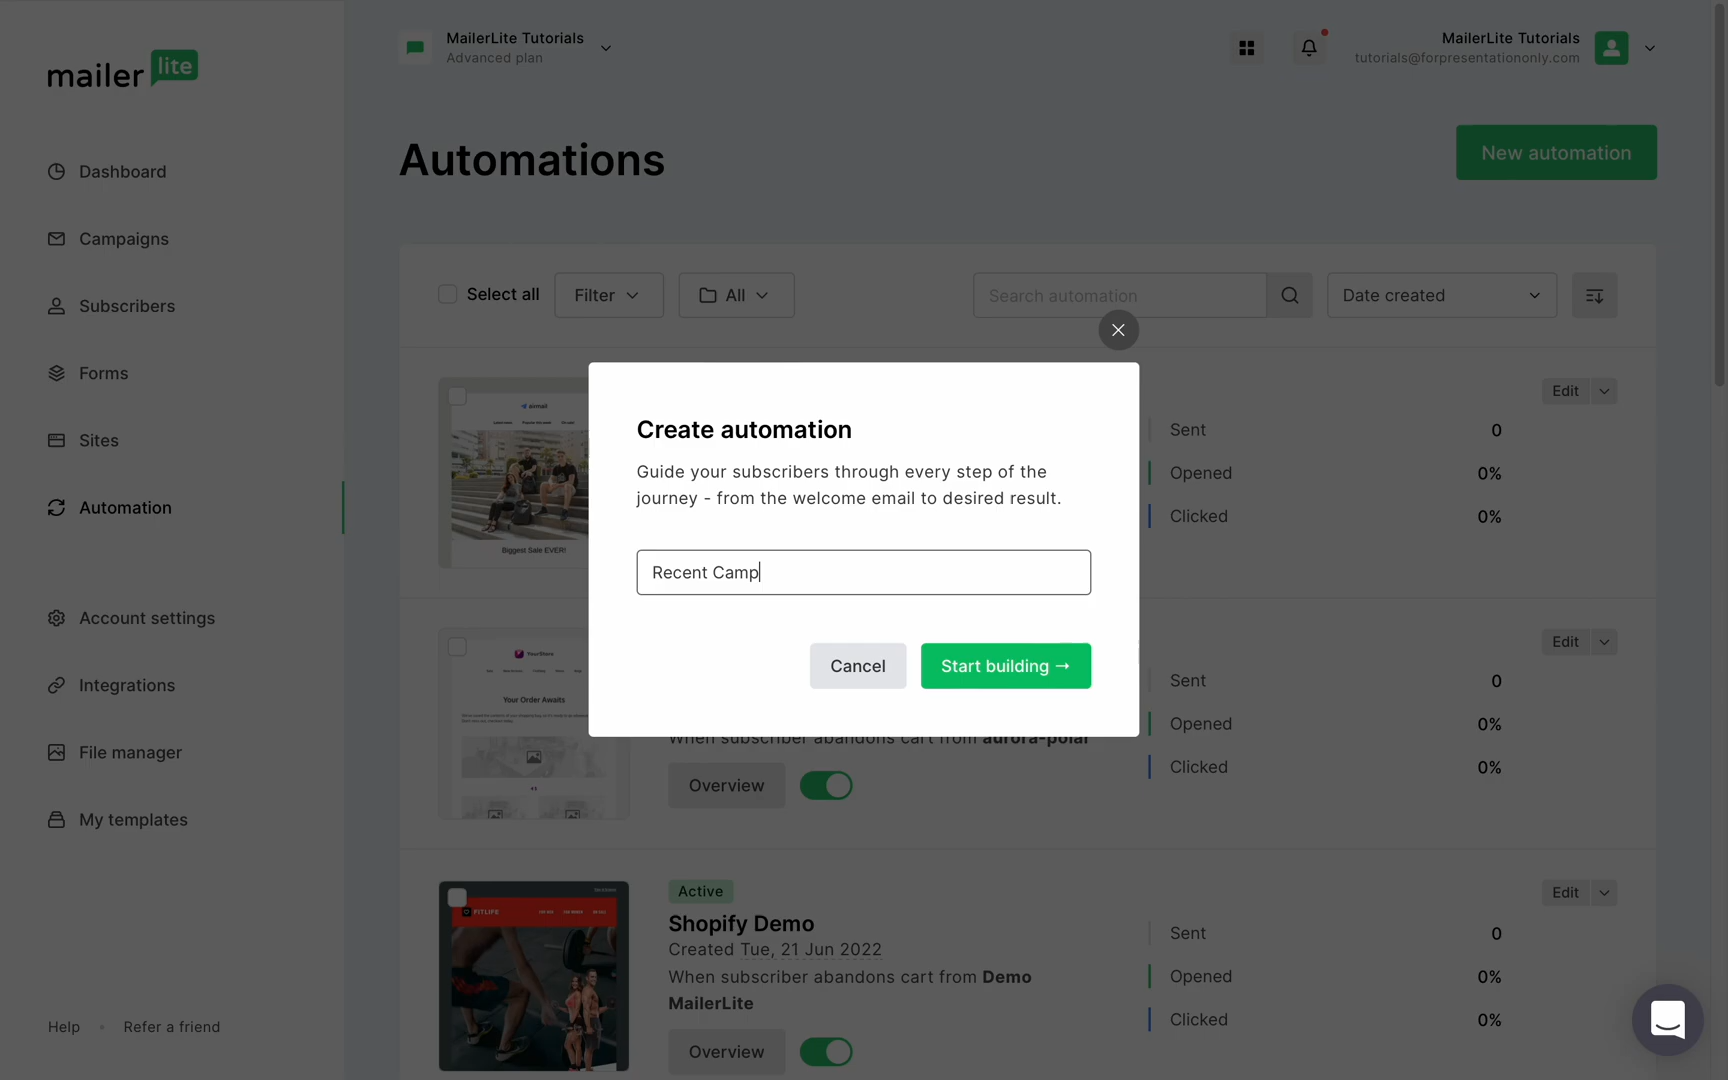 mailer lite
MailerLite Tutorials
Advanced plan
MailerLite Tutorials
tutorials@forpresentationonly.com
Dashboard
Campaigns
Subscribers
Forms
Sites
Automation
Account settings
Integrations
File manager
My templates
Help • Refer a friend
Automations
New automation
Select all
Filter
All
Search automation
Date created
airmail
Biggest Sale EVER!
Edit
Sent 0
Opened 0%
Clicked 0%
Create automation
Guide your subscribers through every step of the
journey - from the welcome email to desired result.
Recent Camp
Cancel
Start building →
YourStore
Your Order Awaits
When subscriber abandons cart from aurora-polar
Overview
Edit
Sent 0
Opened 0%
Clicked 0%
FITLIFE
Active
Shopify Demo
Created Tue, 21 Jun 2022
When subscriber abandons cart from Demo
MailerLite
Overview
Edit
Sent 0
Opened 0%
Clicked 0%